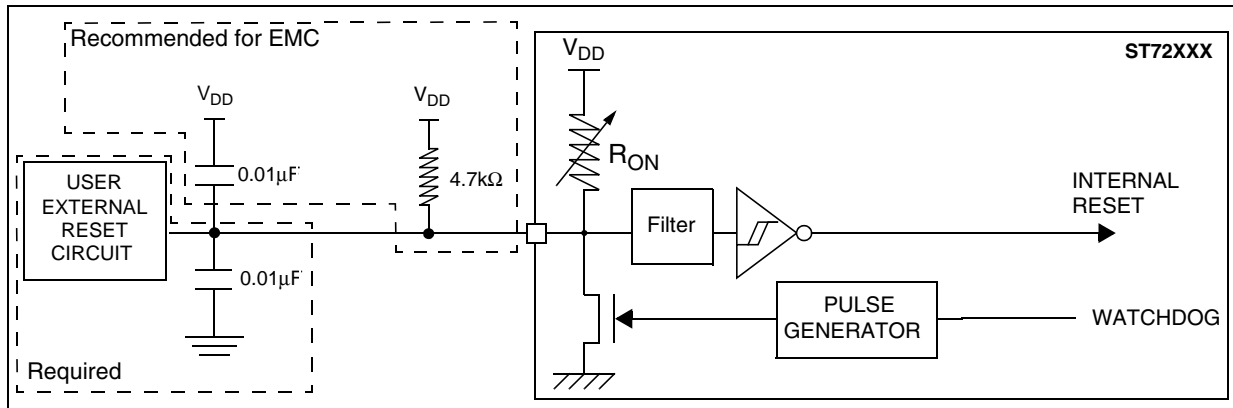 Recommended for EMC
V_DD
V_DD
0.01μF
4.7kΩ
USER
EXTERNAL
RESET
CIRCUIT
0.01μF
Required
ST72XXX
V_DD
R_ON
Filter
INTERNAL
RESET
PULSE
GENERATOR
WATCHDOG